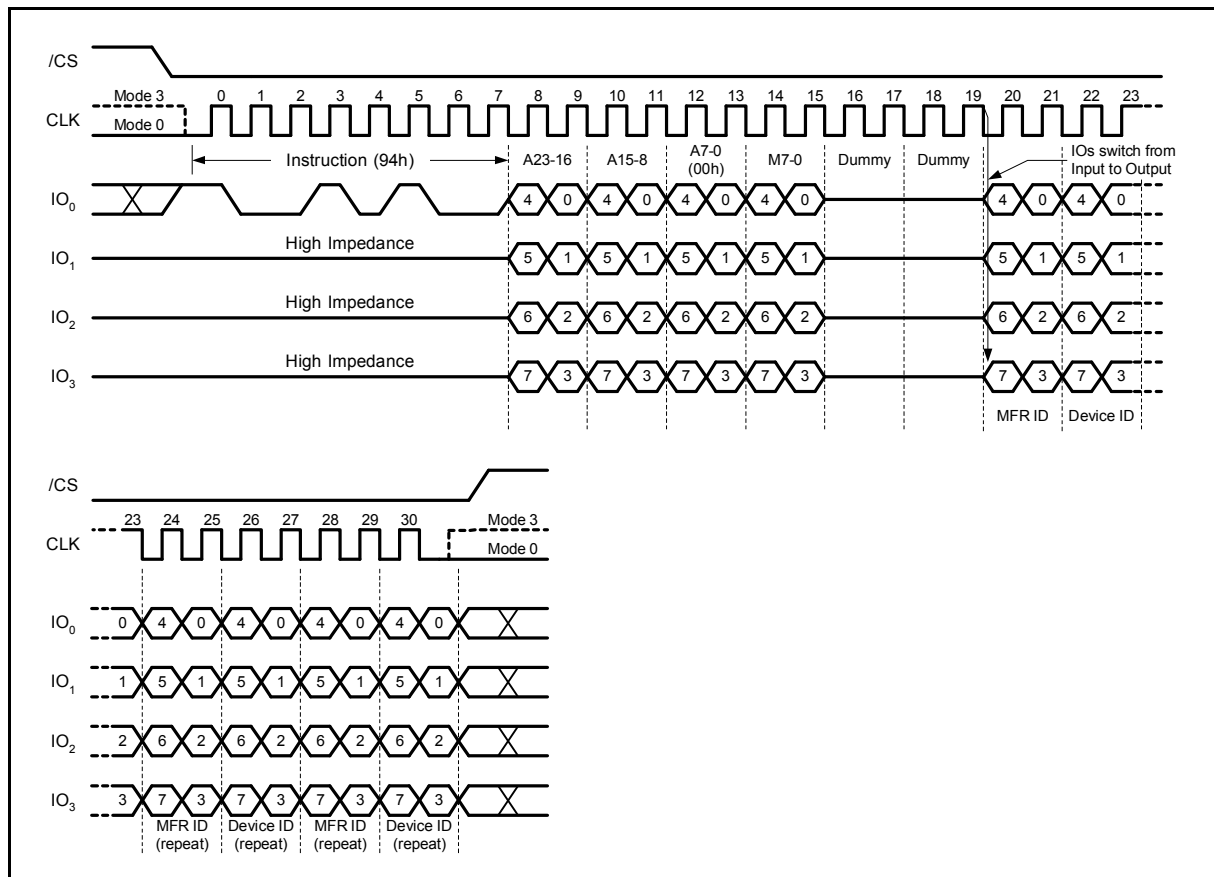 /CS
Mode 3 0 1 2 3 4 5 6 7 8 9 10 11 12 13 14 15 16 17 18 19 20 21 22 23
CLK
Mode 0
Instruction (94h) A23-16 A15-8 A7-0 (00h) M7-0 Dummy Dummy IOs switch from Input to Output
IO0 4 0 4 0 4 0 4 0 4 0 4 0
High Impedance
IO1 5 1 5 1 5 1 5 1 5 1 5 1
High Impedance
IO2 6 2 6 2 6 2 6 2 6 2 6 2
High Impedance
IO3 7 3 7 3 7 3 7 3 7 3 7 3
MFR ID Device ID
/CS
23 24 25 26 27 28 29 30 Mode 3
CLK
Mode 0
IO0 0 4 0 4 0 4 0 4 0
IO1 1 5 1 5 1 5 1 5 1
IO2 2 6 2 6 2 6 2 6 2
IO3 3 7 3 7 3 7 3 7 3
MFR ID Device ID MFR ID Device ID
(repeat) (repeat) (repeat) (repeat)